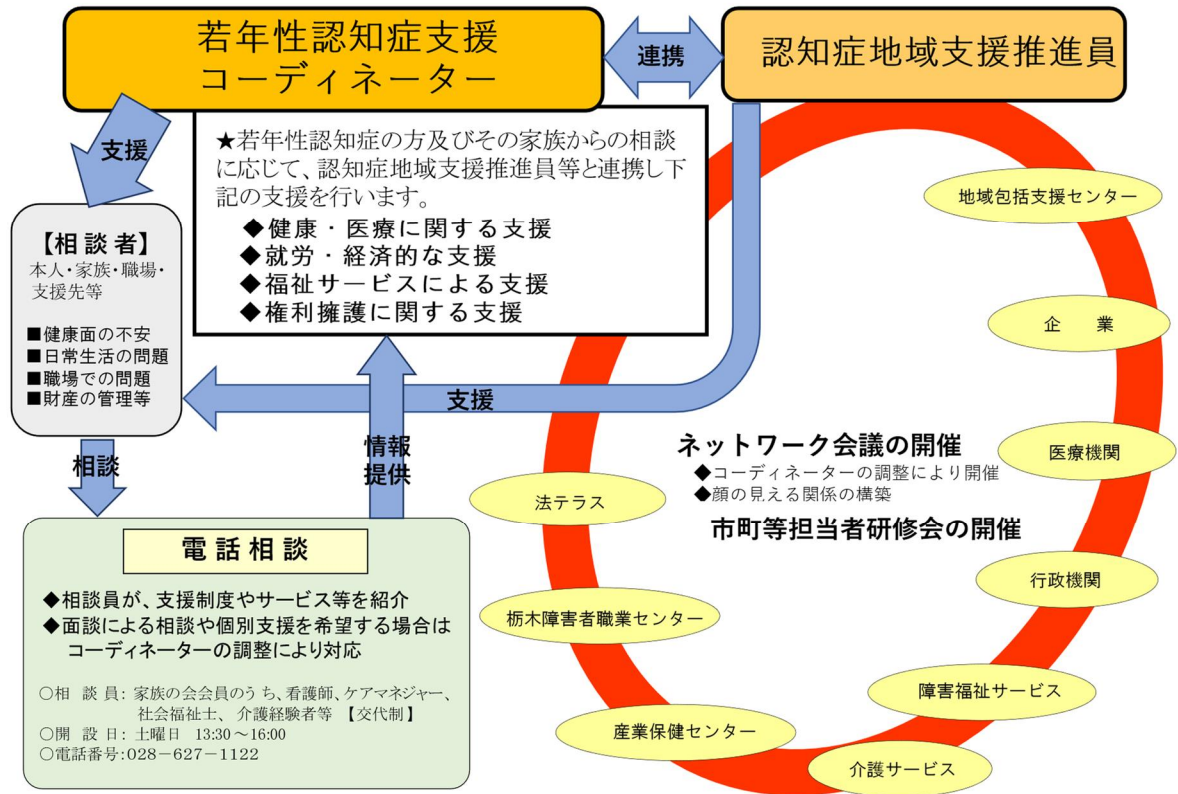 若年性認知症支援
コーディネーター
連携
認知症地域支援推進員
支援
★若年性認知症の方及びその家族からの相談
に応じて、認知症地域支援推進員等と連携し下
記の支援を行います。
◆健康・医療に関する支援
◆就労・経済的な支援
◆福祉サービスによる支援
◆権利擁護に関する支援
【相 談 者】
本人・家族・職場・
支援先等
■健康面の不安
■日常生活の問題
■職場での問題
■財産の管理等
支援
相談
情報
提供
電 話 相 談
◆相談員が、支援制度やサービス等を紹介
◆面談による相談や個別支援を希望する場合は
コーディネーターの調整により対応
○相 談 員: 家族の会会員のうち、看護師、ケアマネジャー、
社会福祉士、 介護経験者等 【交代制】
○開 設 日: 土曜日 13:30～16:00
○電話番号:028－627－1122
地域包括支援センター
企 業
医療機関
行政機関
障害福祉サービス
介護サービス
産業保健センター
栃木障害者職業センター
法テラス
ネットワーク会議の開催
◆コーディネーターの調整により開催
◆顔の見える関係の構築
市町等担当者研修会の開催